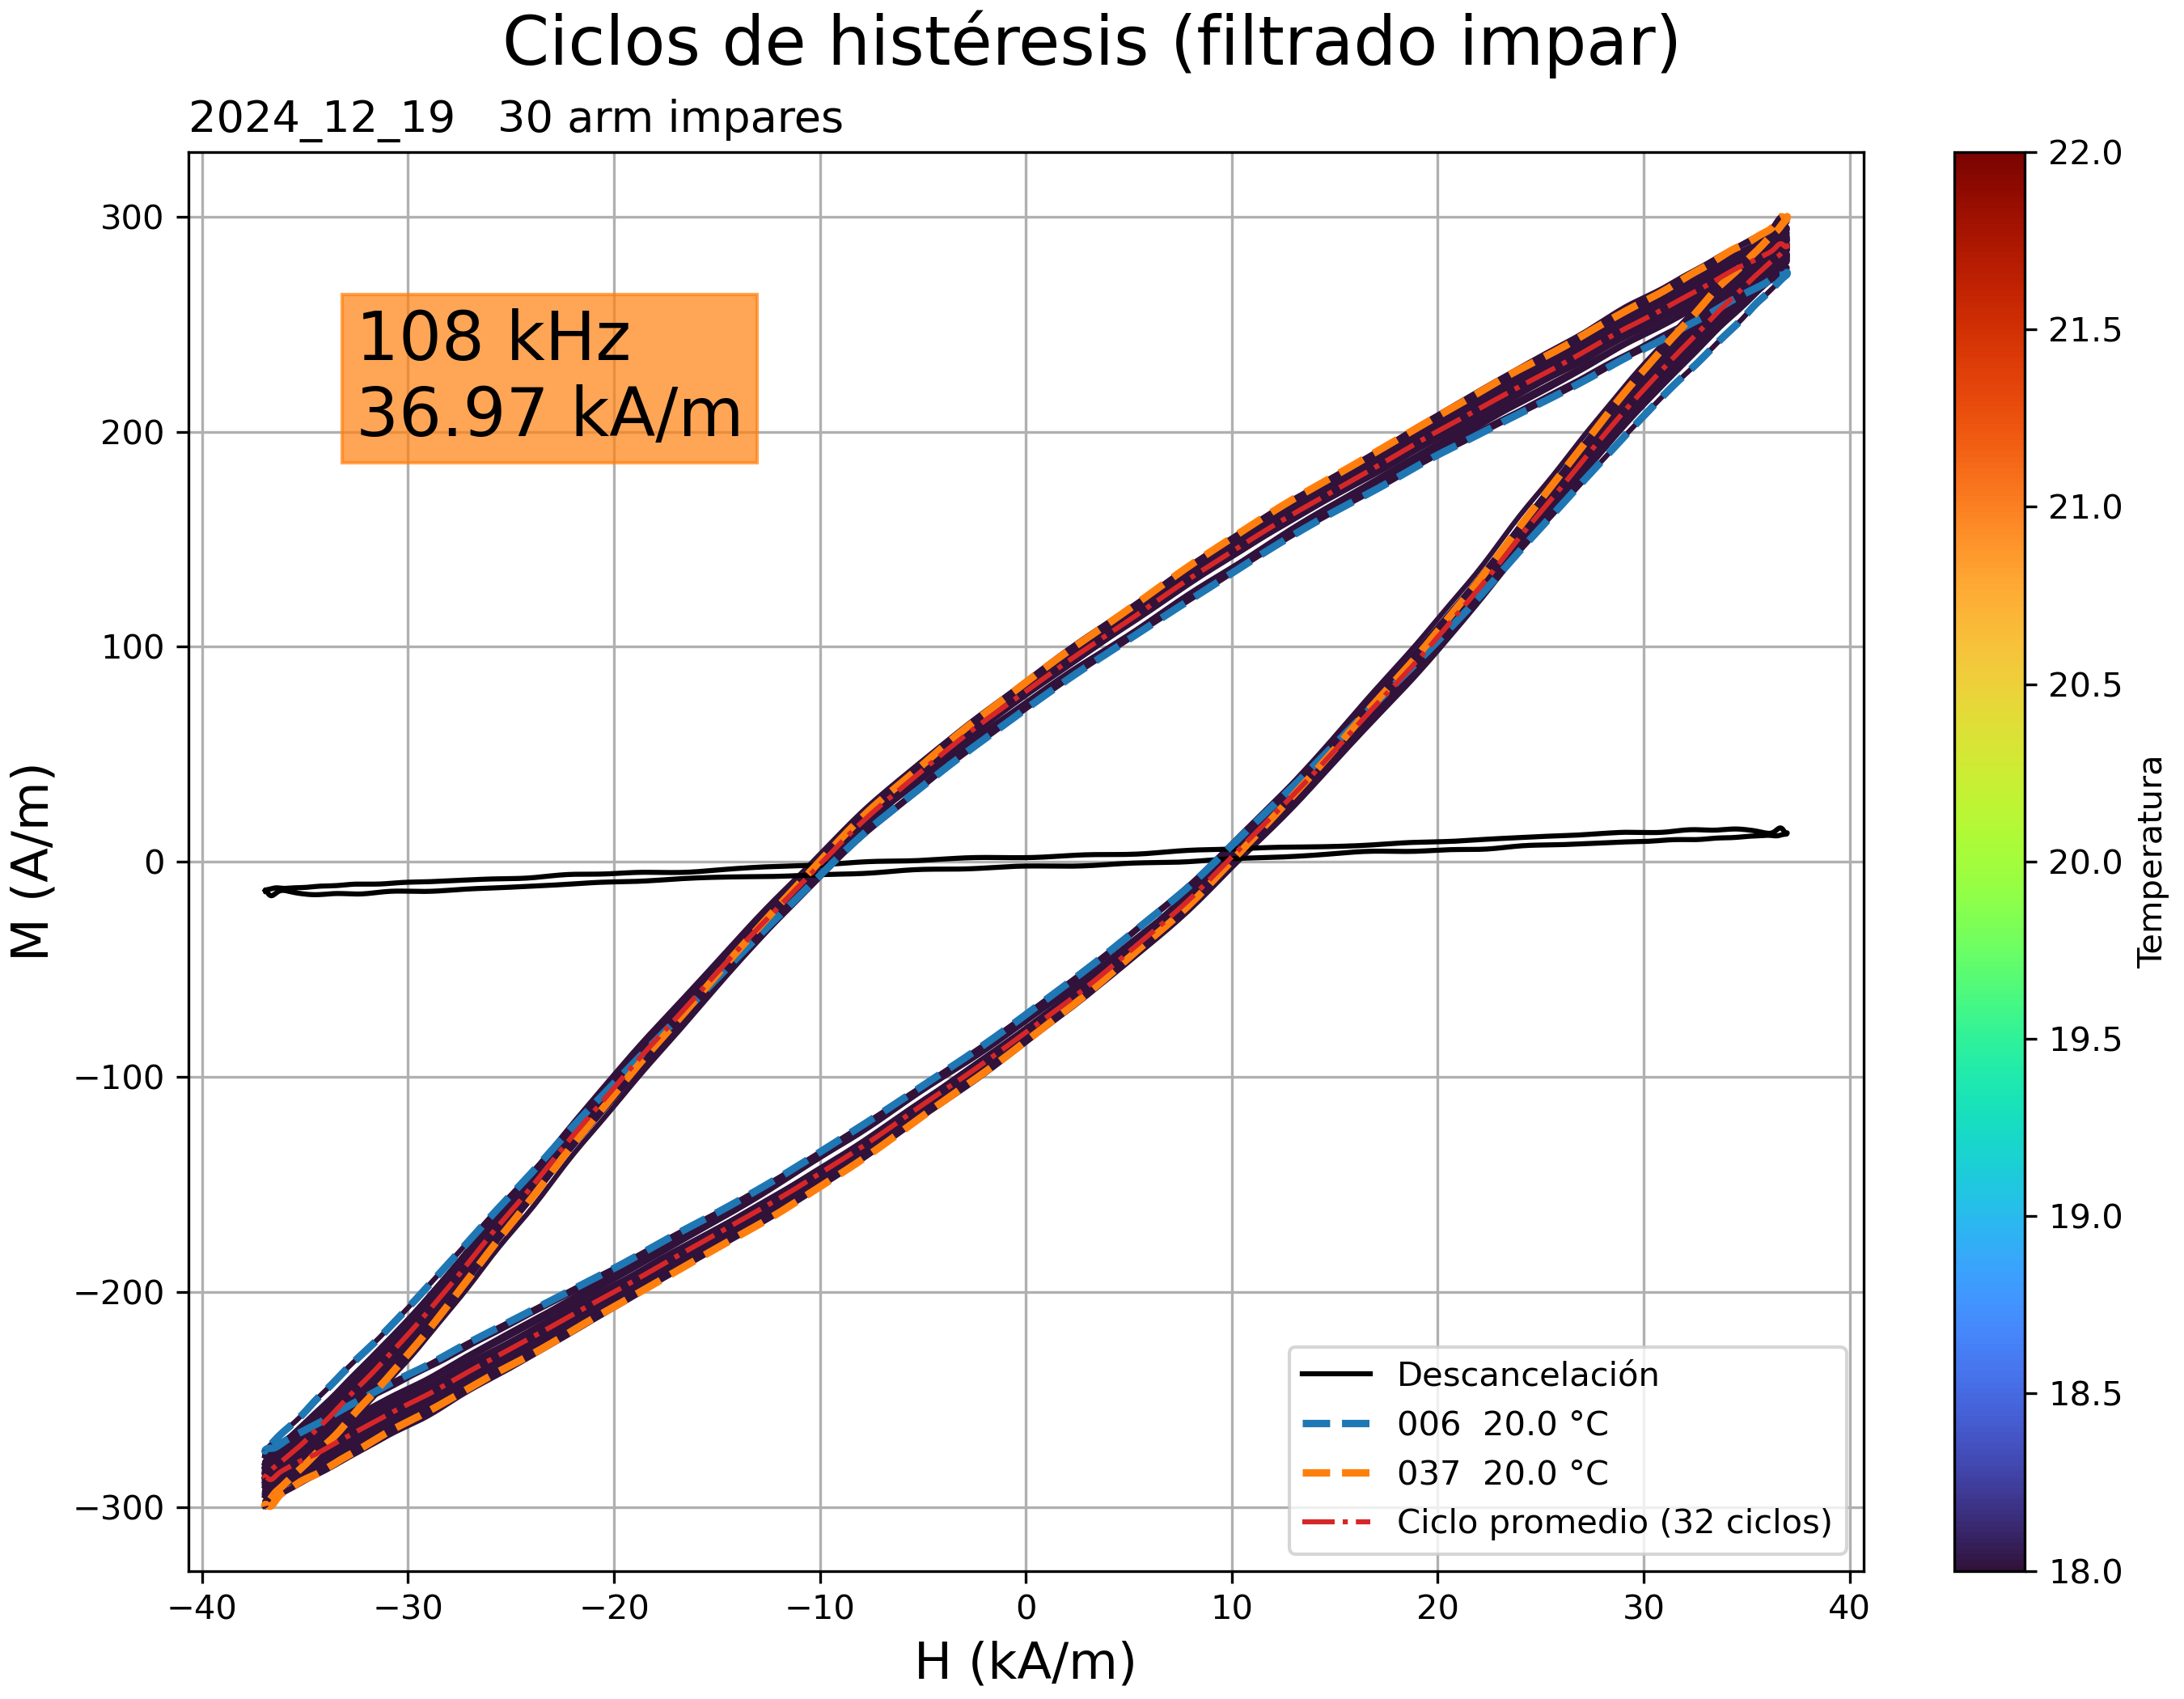 Ciclos de histéresis (filtrado impar)
2024_12_19   30 arm impares
108 kHz
36.97 kA/m
M (A/m)
300
200
100
0
−100
−200
−300
−40
−30
−20
−10
0
10
20
30
40
H (kA/m)
Descancelación
006  20.0 °C
037  20.0 °C
Ciclo promedio (32 ciclos)
22.0
21.5
21.0
20.5
20.0
19.5
19.0
18.5
18.0
Temperatura